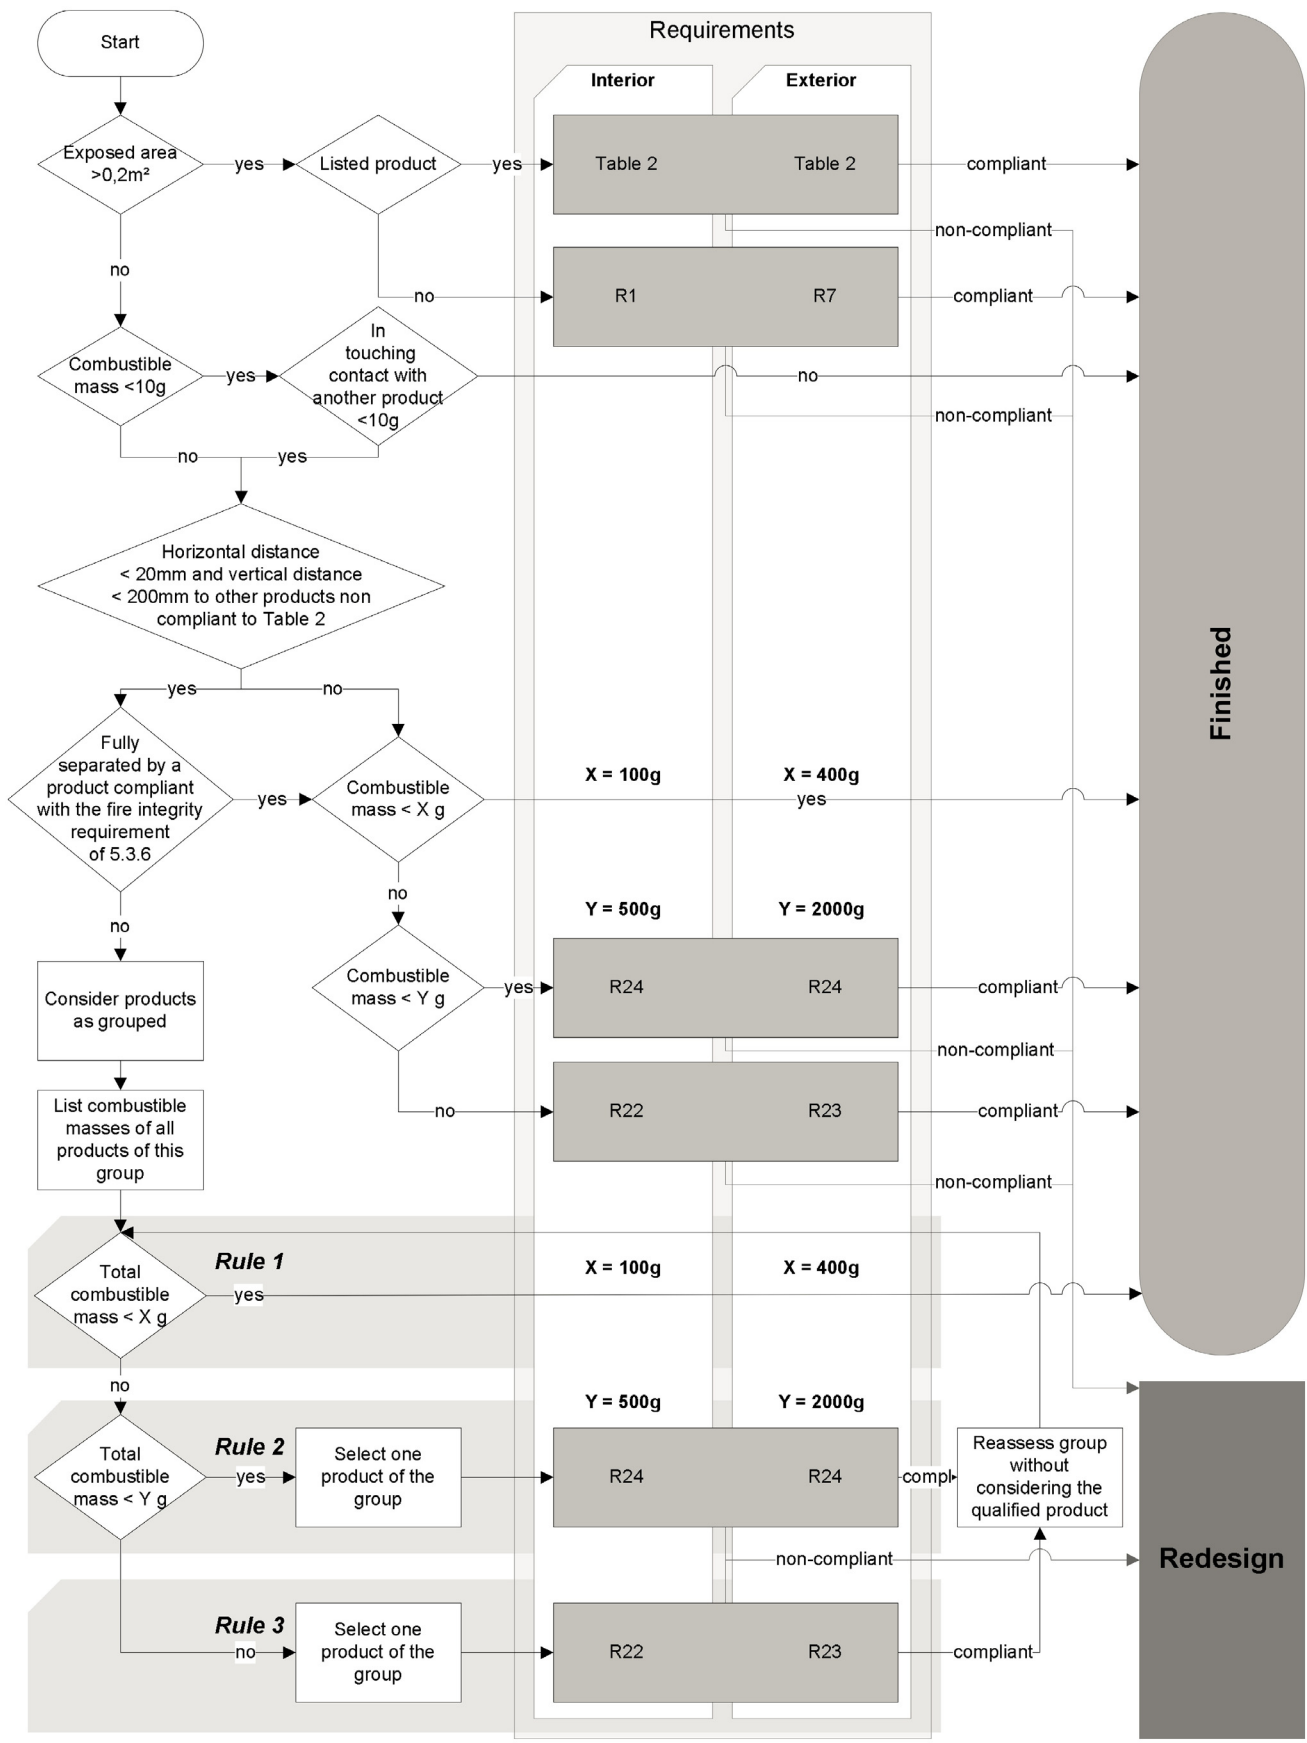 Start
Requirements
Interior
Exterior
Exposed area
>0,2m²
yes
Listed product
yes
Table 2
Table 2
compliant
non-compliant
no
no
R1
R7
compliant
Combustible
mass <10g
yes
In
touching
contact with
another product
<10g
no
non-compliant
no
yes
Horizontal distance
< 20mm and vertical distance
< 200mm to other products non
compliant to Table 2
yes
no
Fully
separated by a
product compliant
with the fire integrity
requirement
of 5.3.6
yes
Combustible
mass < X g
X = 100g
X = 400g
yes
Finished
no
no
Y = 500g
Y = 2000g
Combustible
mass < Y g
yes
R24
R24
compliant
non-compliant
Consider products
as grouped
no
R22
R23
compliant
non-compliant
List combustible
masses of all
products of this
group
Rule 1
Total
combustible
mass < X g
yes
X = 100g
X = 400g
no
Y = 500g
Y = 2000g
Rule 2
Total
combustible
mass < Y g
yes
Select one
product of the
group
R24
R24
compl
Reassess group
without
considering the
qualified product
non-compliant
Redesign
Rule 3
no
Select one
product of the
group
R22
R23
compliant